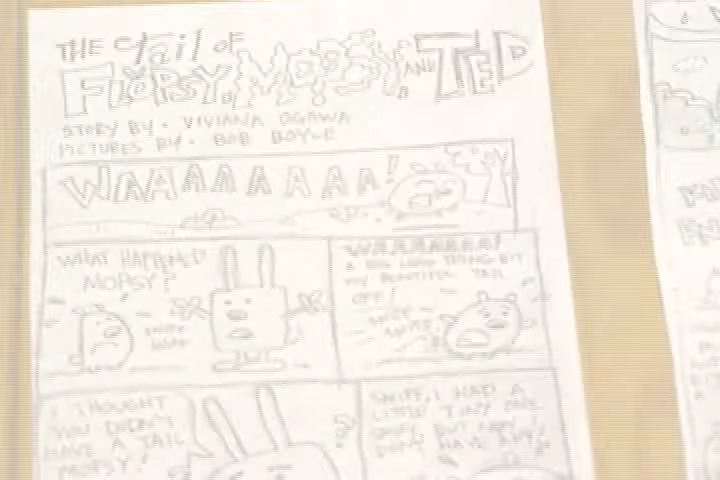 THE tail OF
FLOPSY, MOPSY AND TED
STORY BY. VIVIANA OGAWA
PICTURES BY. BOB BOYLE
WAAAAAAAA!
WHAT HAPPENED
MOPSY?
SNIFF
WAAAAAAAA!
A BIG THING BIT
MY BEAUTIFUL TAIL
OFF!
SNIFF
I THOUGHT
YOU DIDN'T
HAVE A TAIL
MOPSY!
SNIFF, I HAD A
LITTLE TINY ONE
SNIFF BUT NOW I
DON'T HAVE ANY!